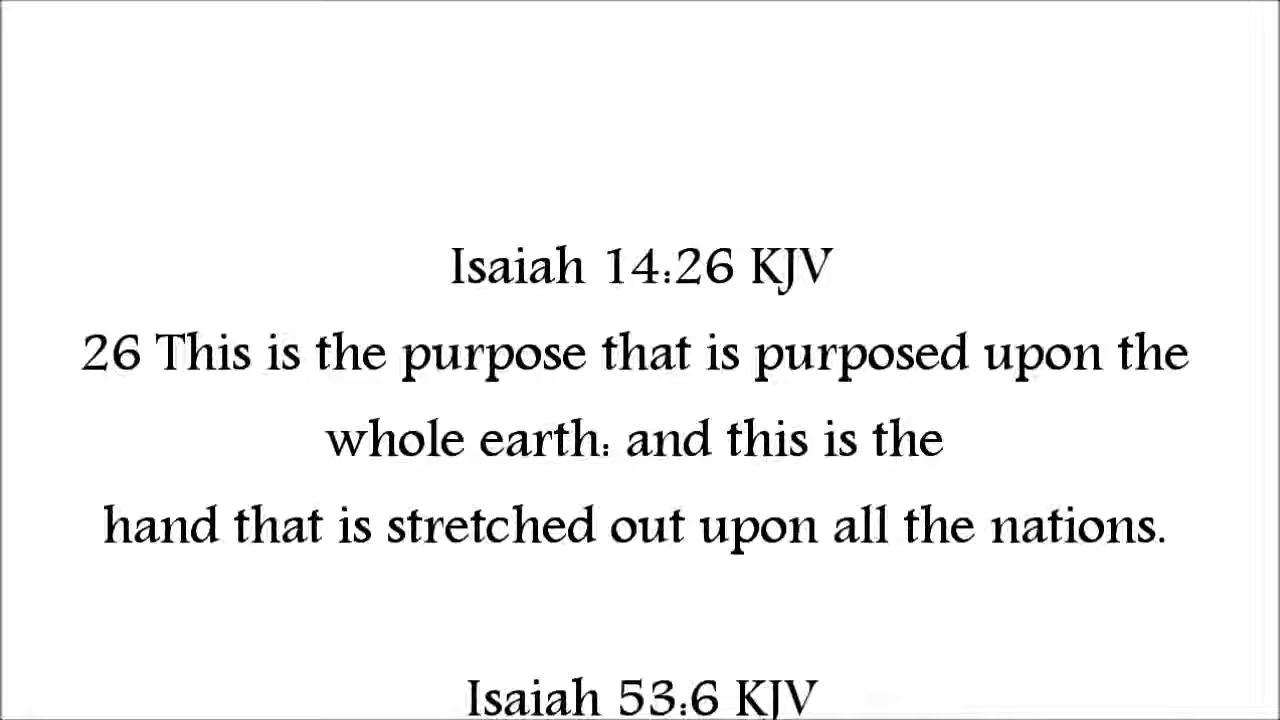 Isaiah 14:26 KJV
26 This is the purpose that is purposed upon the
whole earth: and this is the
hand that is stretched out upon all the nations.
Isaiah 53:6 KJV